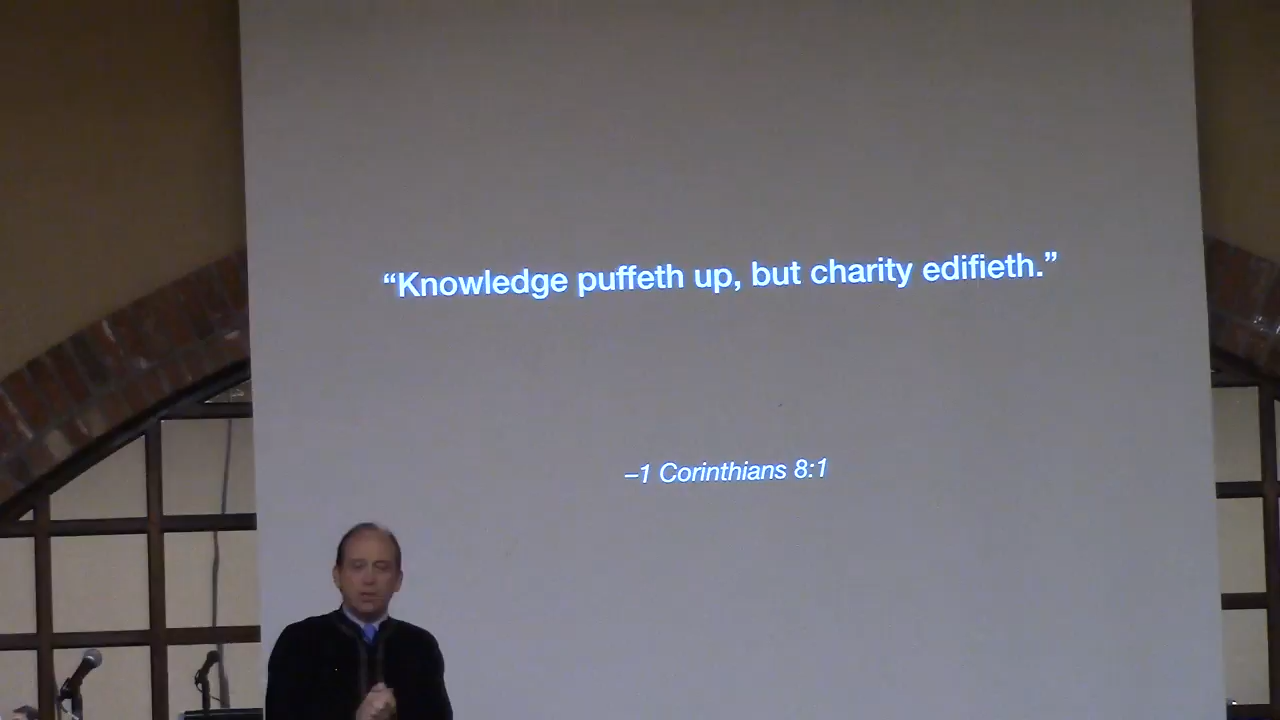 “Knowledge puffeth up, but charity edifieth.”
–1 Corinthians 8:1